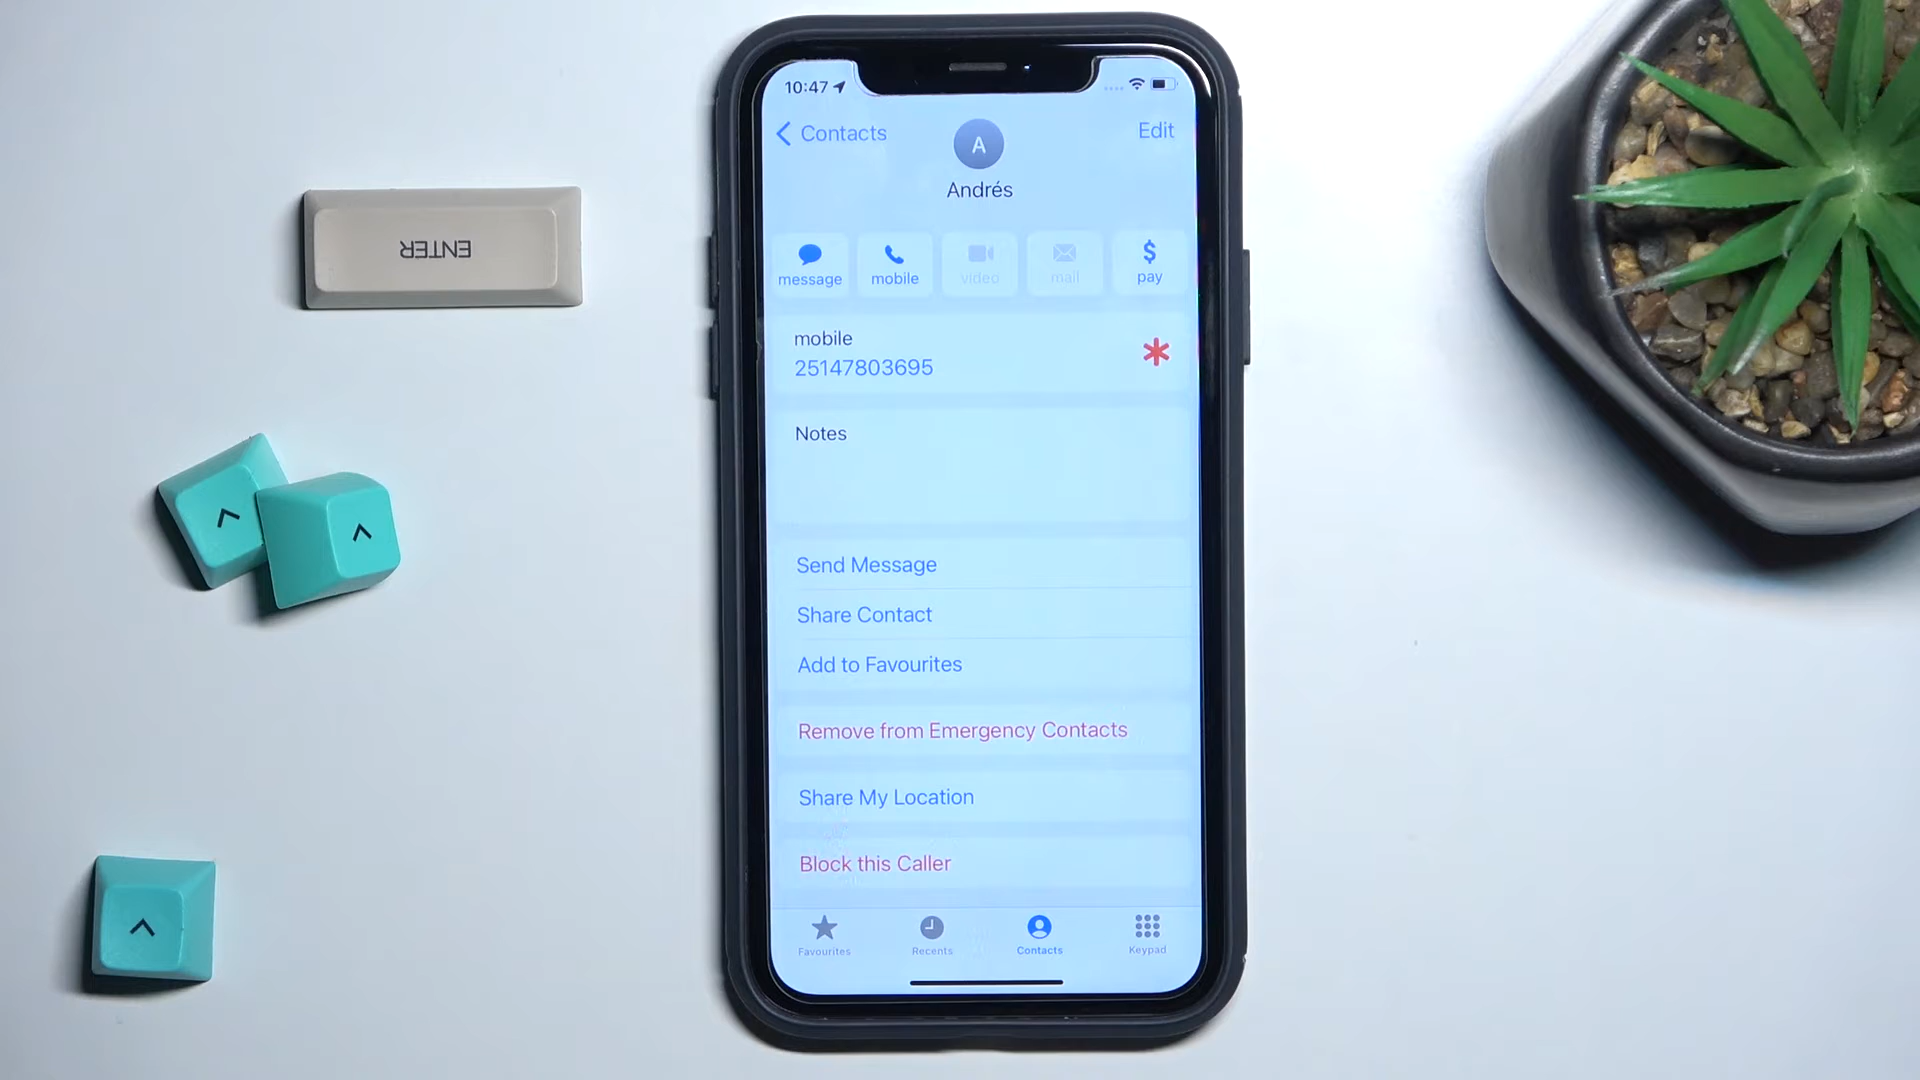 10:47
Contacts
Edit
A
Andrés
message
mobile
video
mail
$
pay
mobile
25147803695
Notes
Send Message
Share Contact
Add to Favourites
Remove from Emergency Contacts
Share My Location
Block this Caller
Favourites
Recents
Contacts
Keypad
ENTER
^
^
^